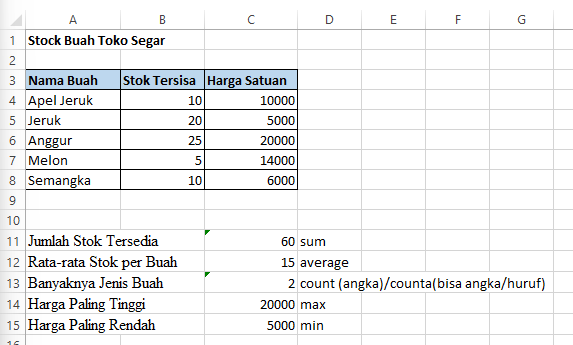 A B C D E F G
1 Stock Buah Toko Segar
2
3 Nama Buah Stok Tersisa Harga Satuan
4 Apel Jeruk 10 10000
5 Jeruk 20 5000
6 Anggur 25 20000
7 Melon 5 14000
8 Semangka 10 6000
9
10
11 Jumlah Stok Tersedia 60 sum
12 Rata-rata Stok per Buah 15 average
13 Banyaknya Jenis Buah 2 count (angka)/counta(bisa angka/huruf)
14 Harga Paling Tinggi 20000 max
15 Harga Paling Rendah 5000 min